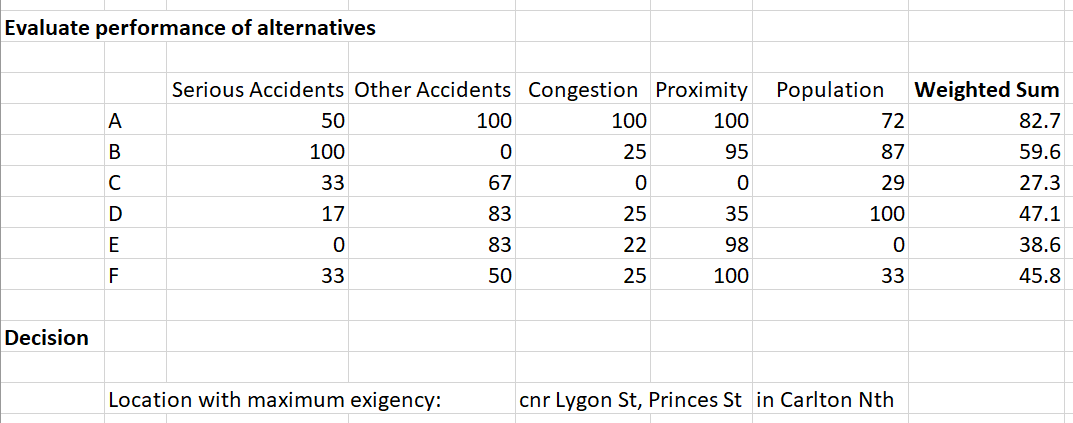 Evaluate performance of alternatives
Serious Accidents Other Accidents Congestion Proximity Population Weighted Sum
A 50 100 100 100 72 82.7
B 100 0 25 95 87 59.6
C 33 67 0 0 29 27.3
D 17 83 25 35 100 47.1
E 0 83 22 98 0 38.6
F 33 50 25 100 33 45.8
Decision
Location with maximum exigency: cnr Lygon St, Princes St in Carlton Nth